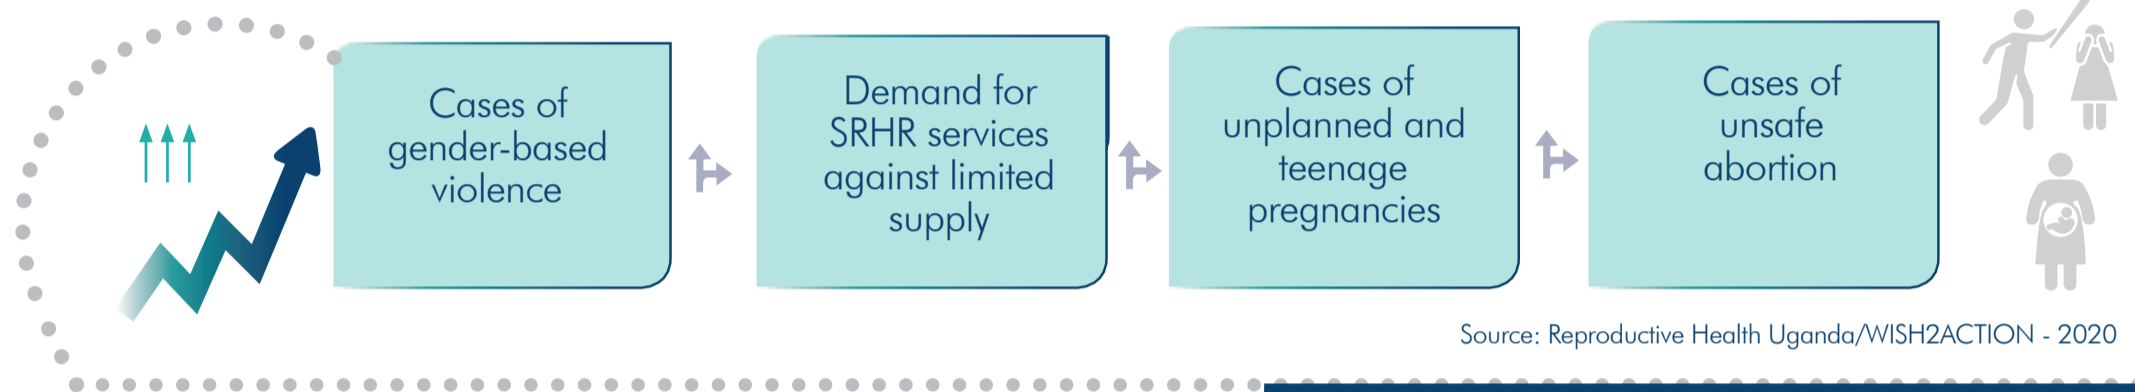 Cases of
gender-based
violence
Demand for
SRHR services
against limited
supply
Cases of
unplanned and
teenage
pregnancies
Cases of
unsafe
abortion
Source: Reproductive Health Uganda/WISH2ACTION - 2020